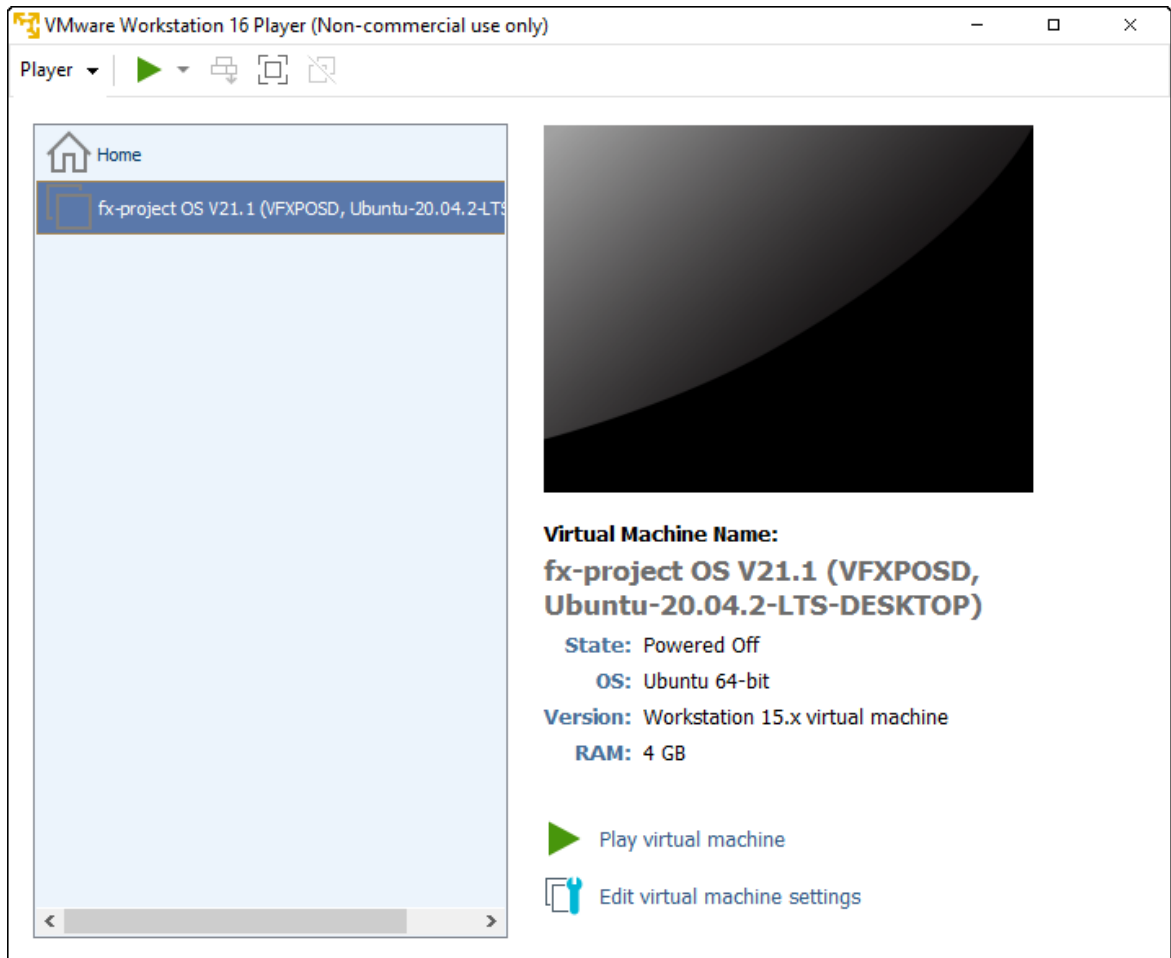 VMware Workstation 16 Player (Non-commercial use only)
Player
Home
fx-project OS V21.1 (VFXPOSD, Ubuntu-20.04.2-LTS
Virtual Machine Name:
fx-project OS V21.1 (VFXPOSD,
Ubuntu-20.04.2-LTS-DESKTOP)
State: Powered Off
OS: Ubuntu 64-bit
Version: Workstation 15.x virtual machine
RAM: 4 GB
Play virtual machine
Edit virtual machine settings